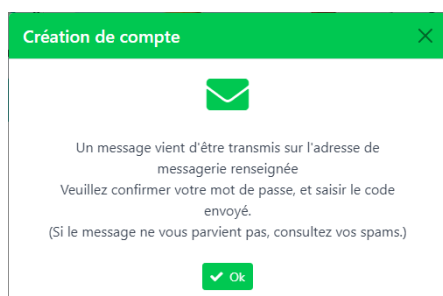 Création de compte
Un message vient d'être transmis sur l'adresse de
messagerie renseignée
Veuillez confirmer votre mot de passe, et saisir le code
envoyé.
(Si le message ne vous parvient pas, consultez vos spams.)
Ok